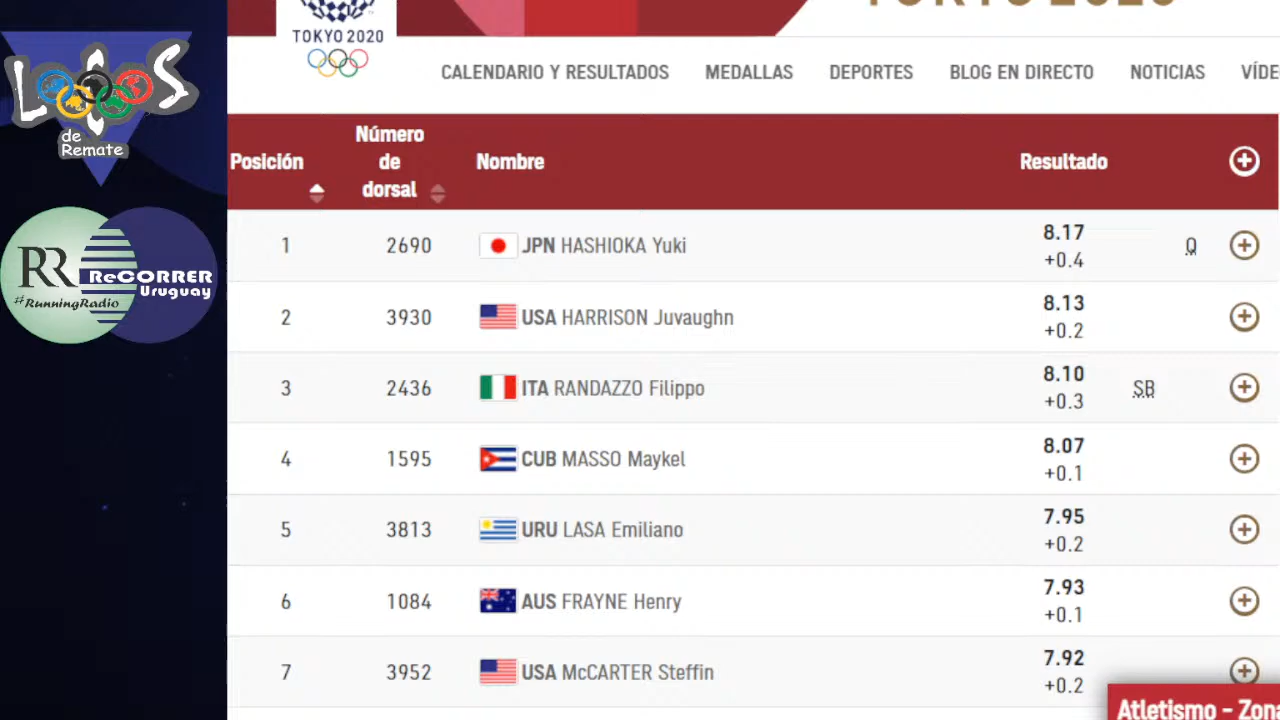 TOKYO 2020
TOKYO 2020
CALENDARIO Y RESULTADOS MEDALLAS DEPORTES BLOG EN DIRECTO NOTICIAS VÍDE
LOCOS
de
Remate
RR
#RunningRadio
ReCORRER
Uruguay
Posición Número de dorsal Nombre Resultado
1 2690 JPN HASHIOKA Yuki 8.17 Q
+0.4
2 3930 USA HARRISON Juvaughn 8.13
+0.2
3 2436 ITA RANDAZZO Filippo 8.10 SB
+0.3
4 1595 CUB MASSO Maykel 8.07
+0.1
5 3813 URU LASA Emiliano 7.95
+0.2
6 1084 AUS FRAYNE Henry 7.93
+0.1
7 3952 USA McCARTER Steffin 7.92
+0.2
Atletismo - Zona